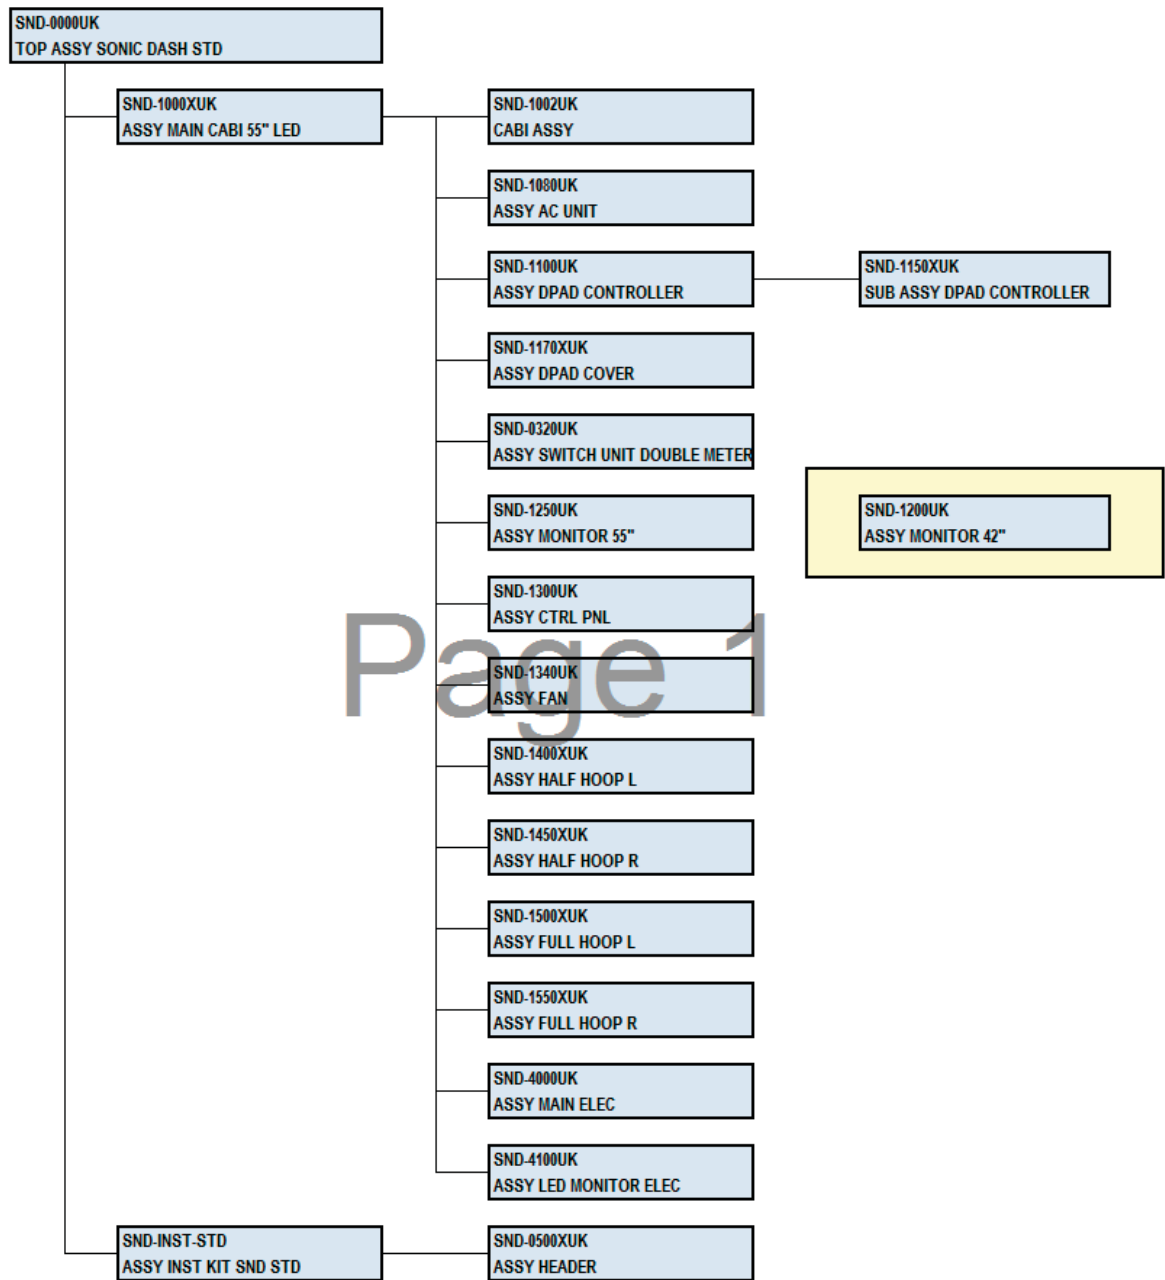 SND-0000UK
TOP ASSY SONIC DASH STD
SND-1000XUK
ASSY MAIN CABI 55" LED
SND-1002UK
CABI ASSY
SND-1080UK
ASSY AC UNIT
SND-1100UK
ASSY DPAD CONTROLLER
SND-1150XUK
SUB ASSY DPAD CONTROLLER
SND-1170XUK
ASSY DPAD COVER
SND-0320UK
ASSY SWITCH UNIT DOUBLE METER
SND-1250UK
ASSY MONITOR 55"
SND-1200UK
ASSY MONITOR 42"
SND-1300UK
ASSY CTRL PNL
Page 1
SND-1340UK
ASSY FAN
SND-1400XUK
ASSY HALF HOOP L
SND-1450XUK
ASSY HALF HOOP R
SND-1500XUK
ASSY FULL HOOP L
SND-1550XUK
ASSY FULL HOOP R
SND-4000UK
ASSY MAIN ELEC
SND-4100UK
ASSY LED MONITOR ELEC
SND-INST-STD
ASSY INST KIT SND STD
SND-0500XUK
ASSY HEADER